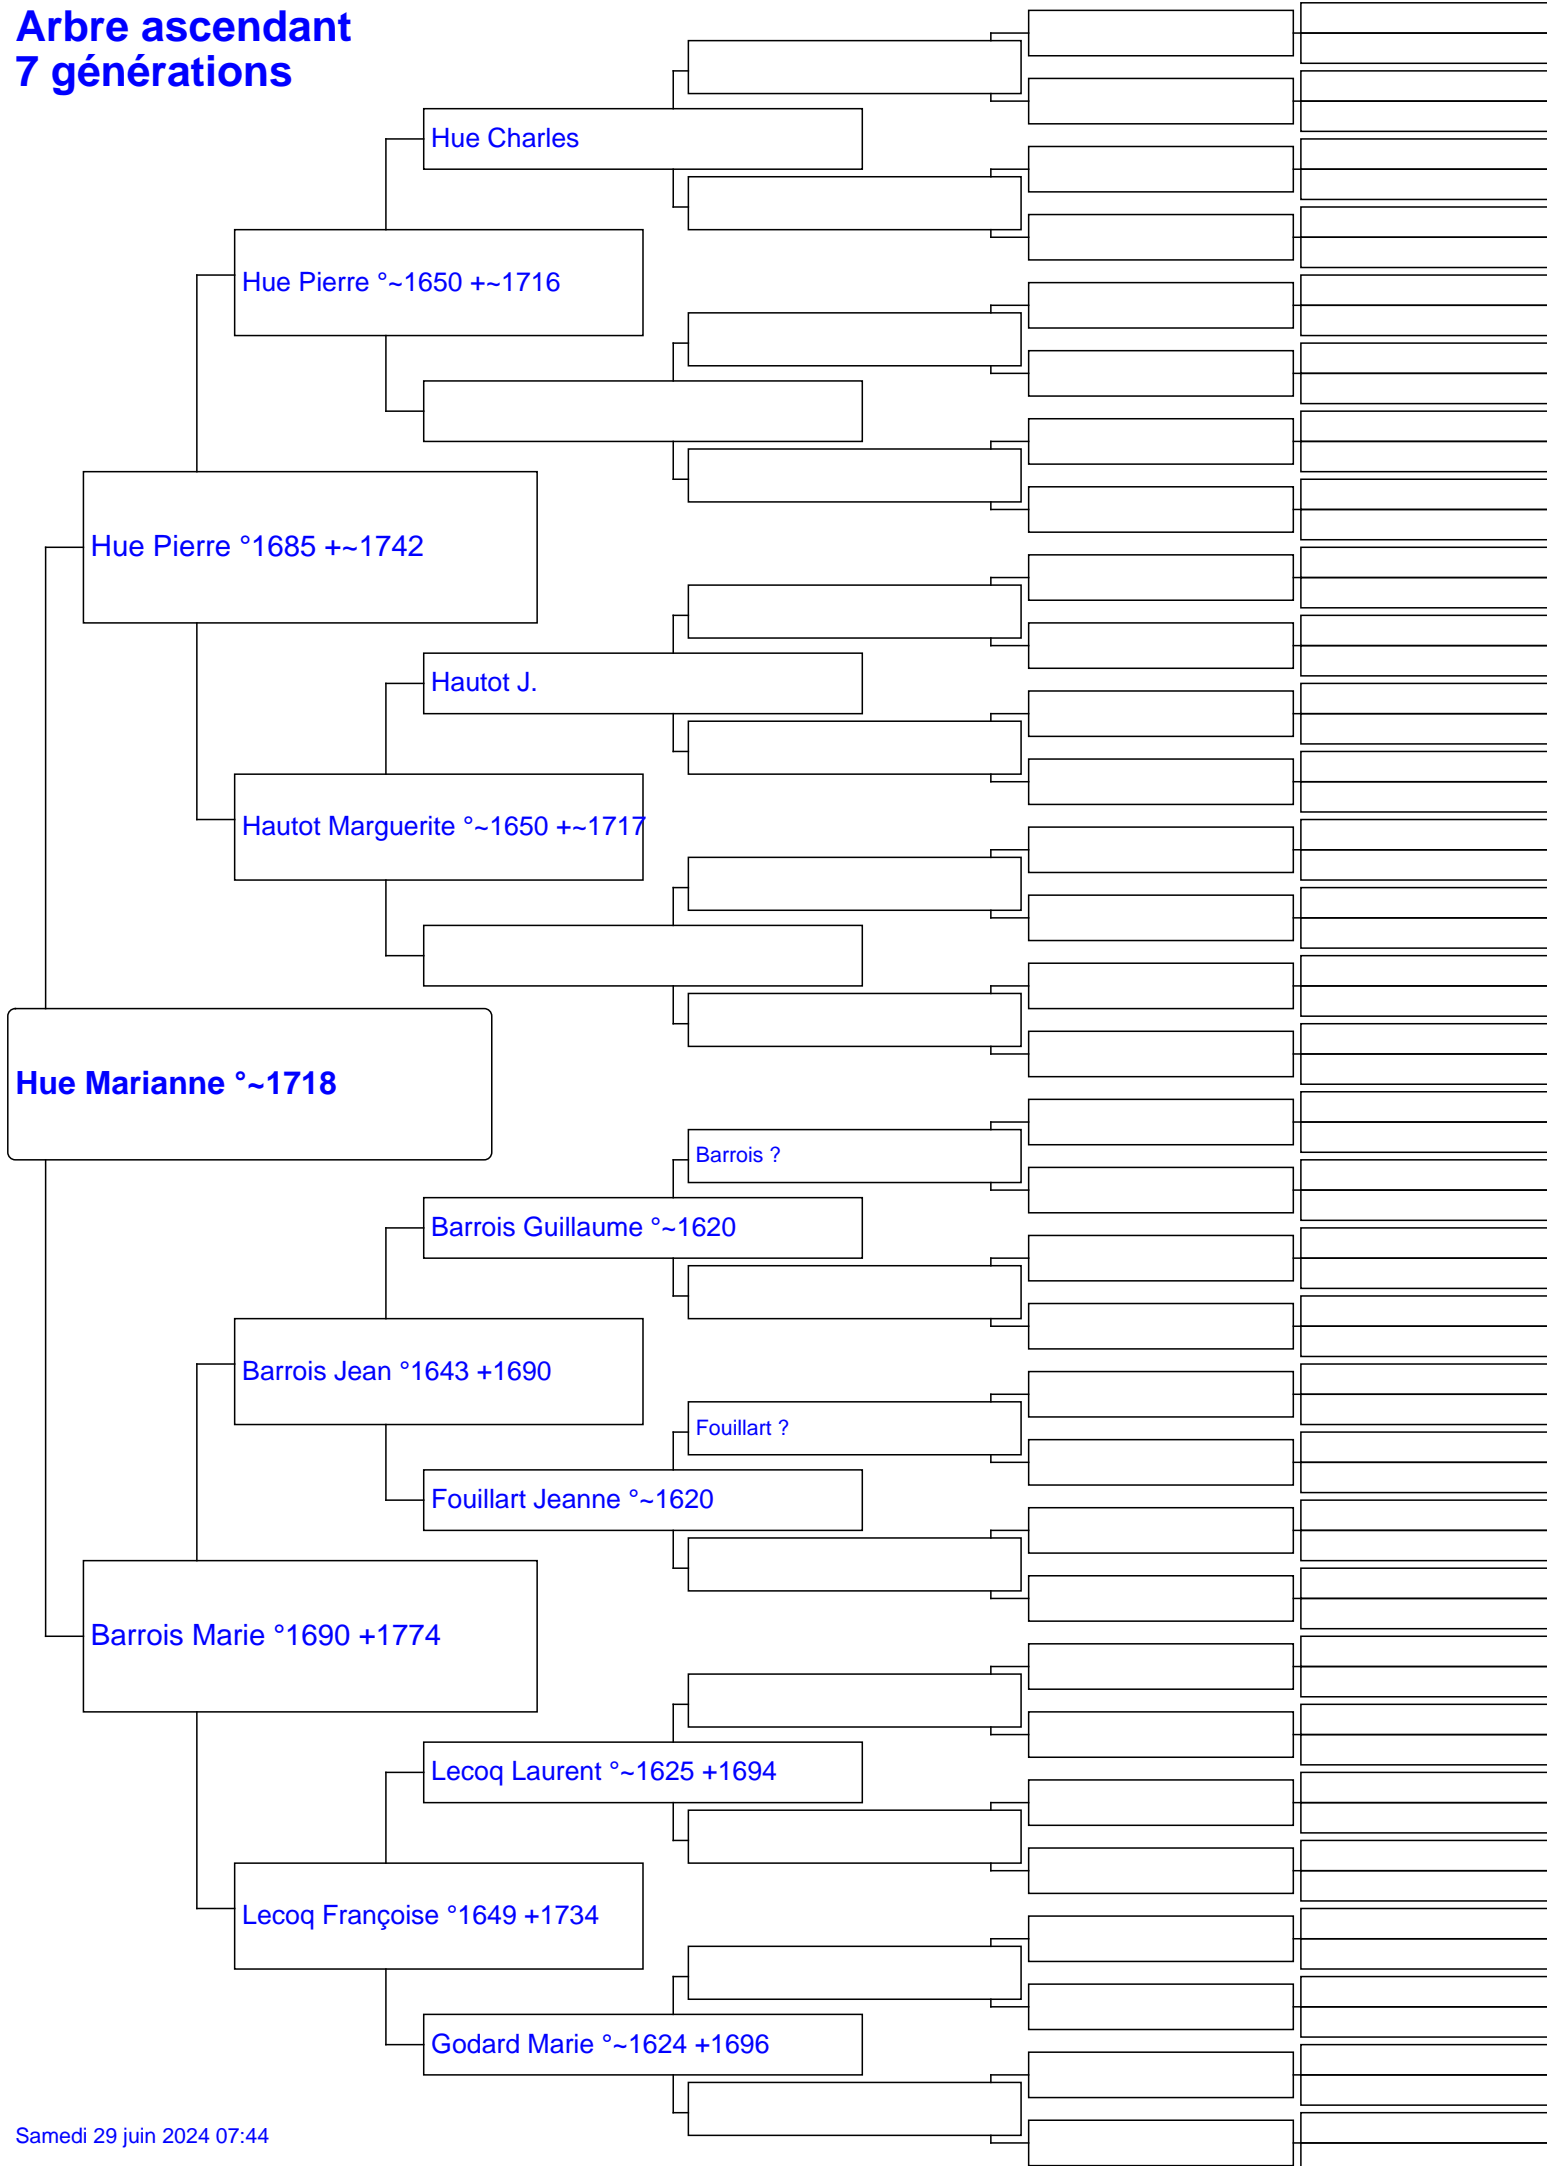 Arbre ascendant
7 générations
Hue Charles
Hue Pierre °~1650 +~1716
Hue Pierre °1685 +~1742
Hautot J.
Hautot Marguerite °~1650 +~1717
Hue Marianne °~1718
Barrois ?
Barrois Guillaume °~1620
Barrois Jean °1643 +1690
Fouillart ?
Fouillart Jeanne °~1620
Barrois Marie °1690 +1774
Lecoq Laurent °~1625 +1694
Lecoq Françoise °1649 +1734
Godard Marie °~1624 +1696
Samedi 29 juin 2024 07:44